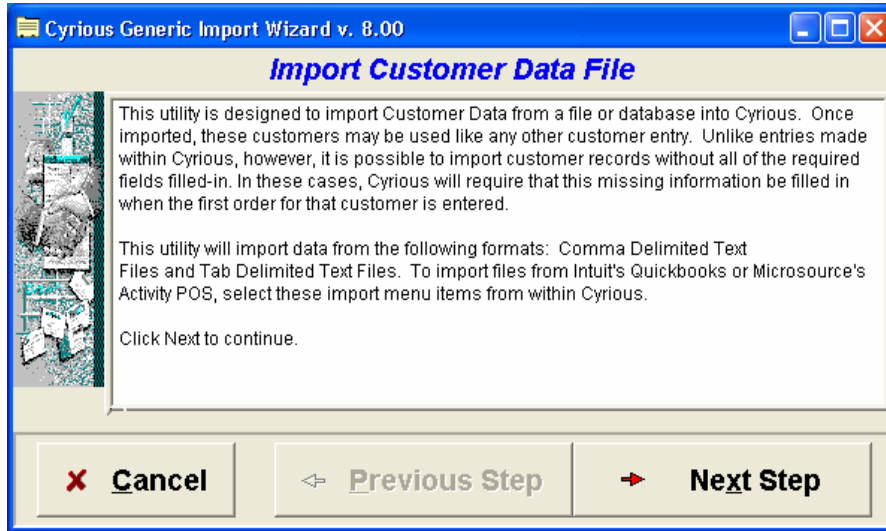 Cyrious Generic Import Wizard v. 8.00
Import Customer Data File
This utility is designed to import Customer Data from a file or database into Cyrious.  Once
imported, these customers may be used like any other customer entry.  Unlike entries made
within Cyrious, however, it is possible to import customer records without all of the required
fields filled-in. In these cases, Cyrious will require that this missing information be filled in
when the first order for that customer is entered.
This utility will import data from the following formats:  Comma Delimited Text
Files and Tab Delimited Text Files.  To import files from Intuit's Quickbooks or Microsource's
Activity POS, select these import menu items from within Cyrious.
Click Next to continue.
Cancel
Previous Step
Next Step